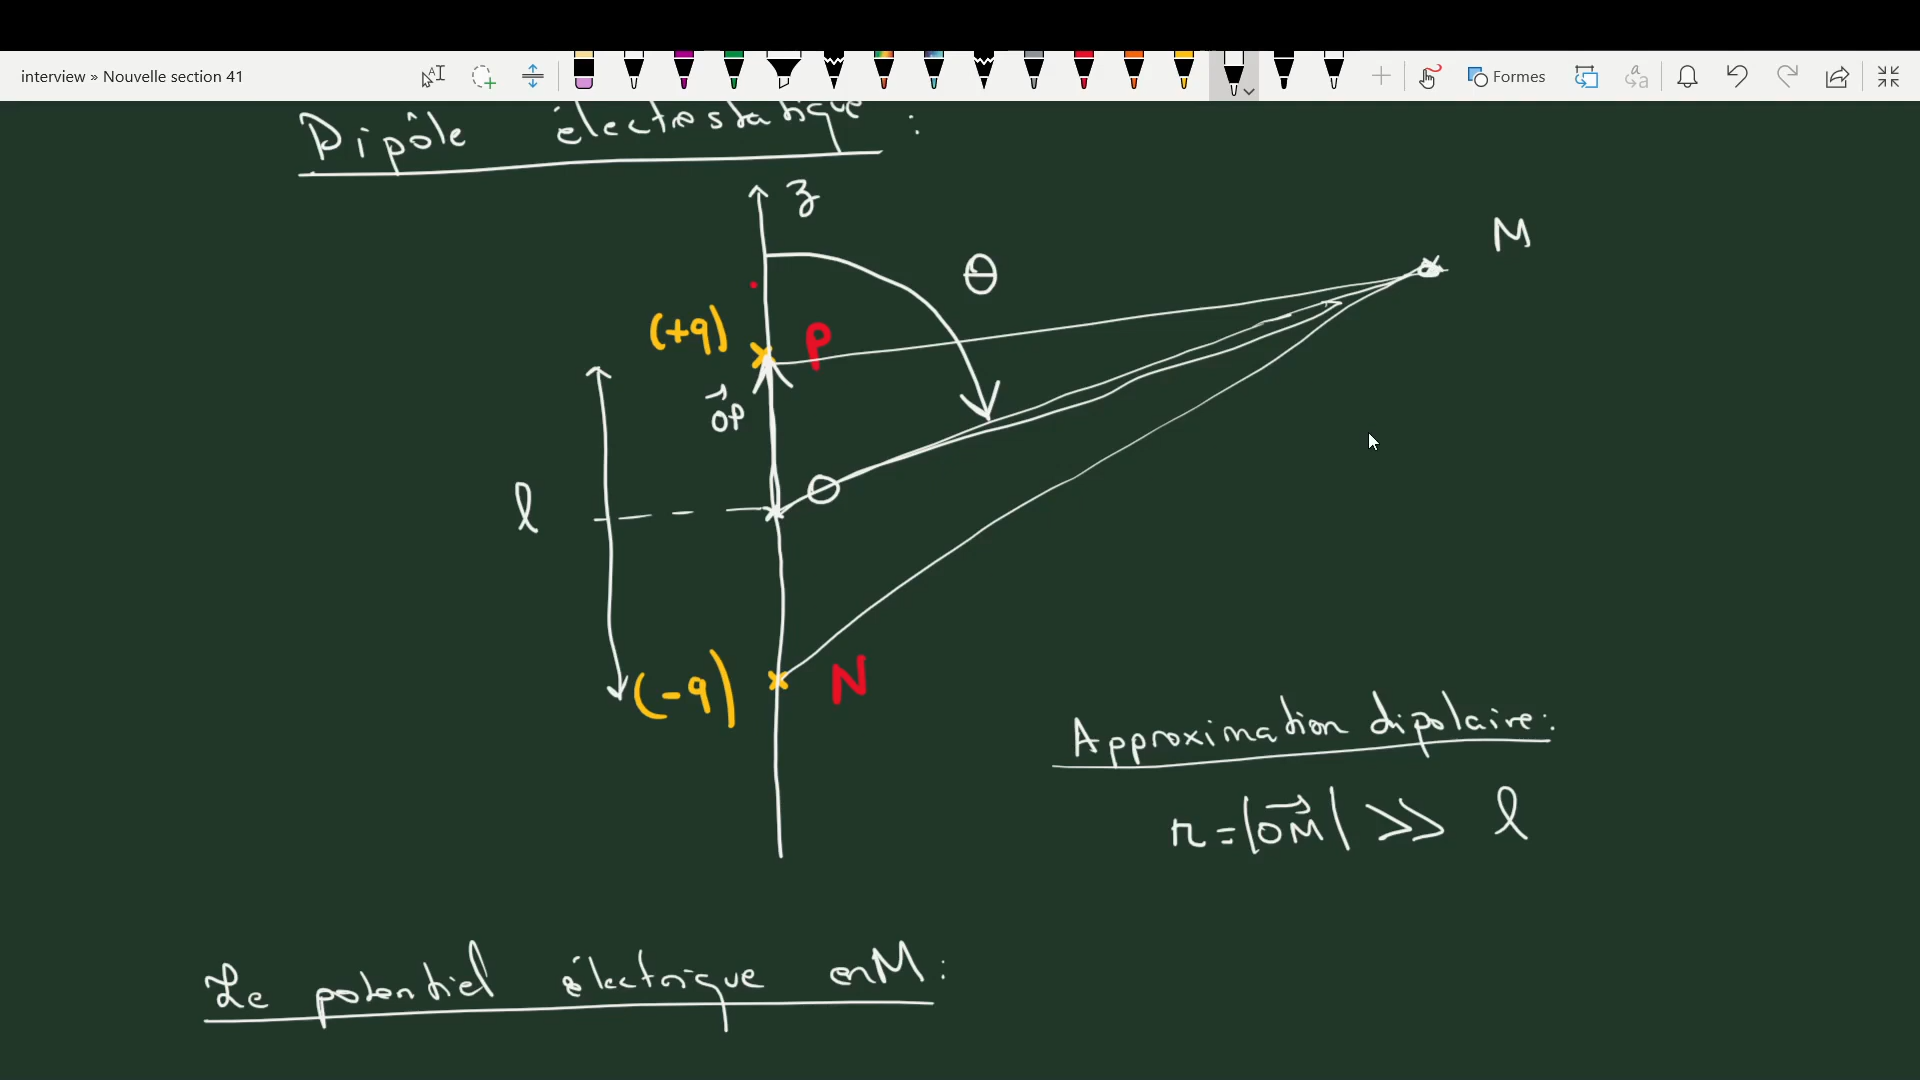 interview » Nouvelle section 41
Formes
Dipôle électrostatique :
z
M
θ
(+q)
P
OP
l
O
(-q)
N
Approximation dipolaire:
r=|OM| >> l
Le potentiel électrique en M: